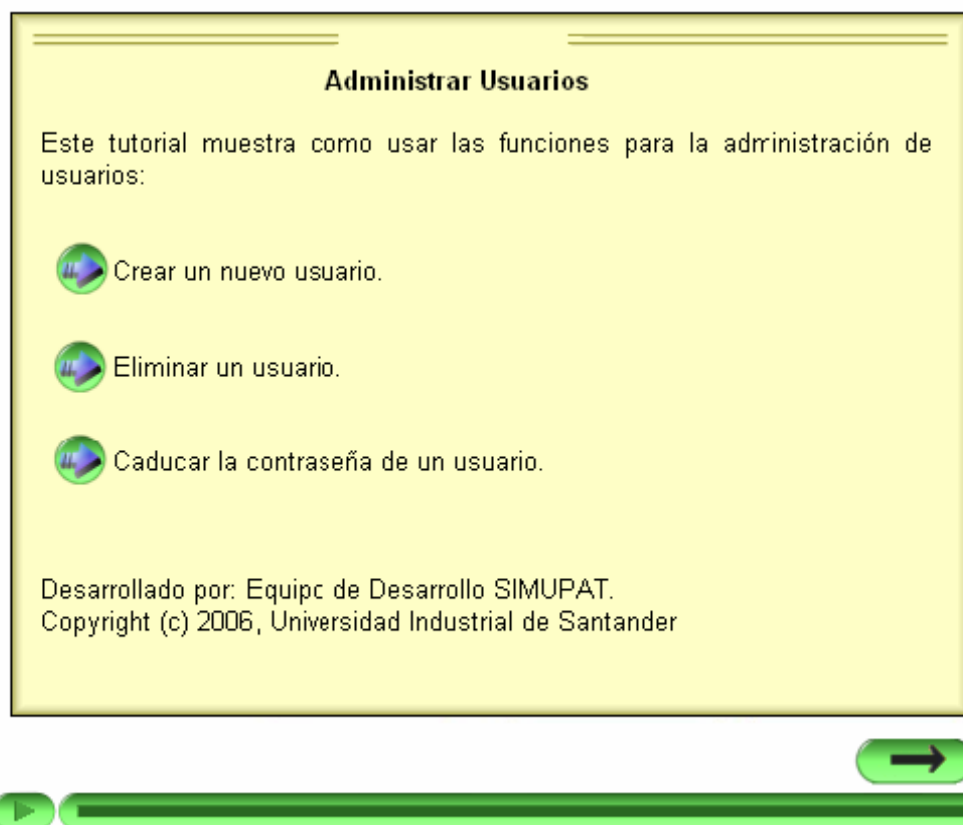 Administrar Usuarios
Este tutorial muestra como usar las funciones para la administración de
usuarios:
Crear un nuevo usuario.
Eliminar un usuario.
Caducar la contraseña de un usuario.
Desarrollado por: Equipo de Desarrollo SIMUPAT.
Copyright (c) 2006, Universidad Industrial de Santander